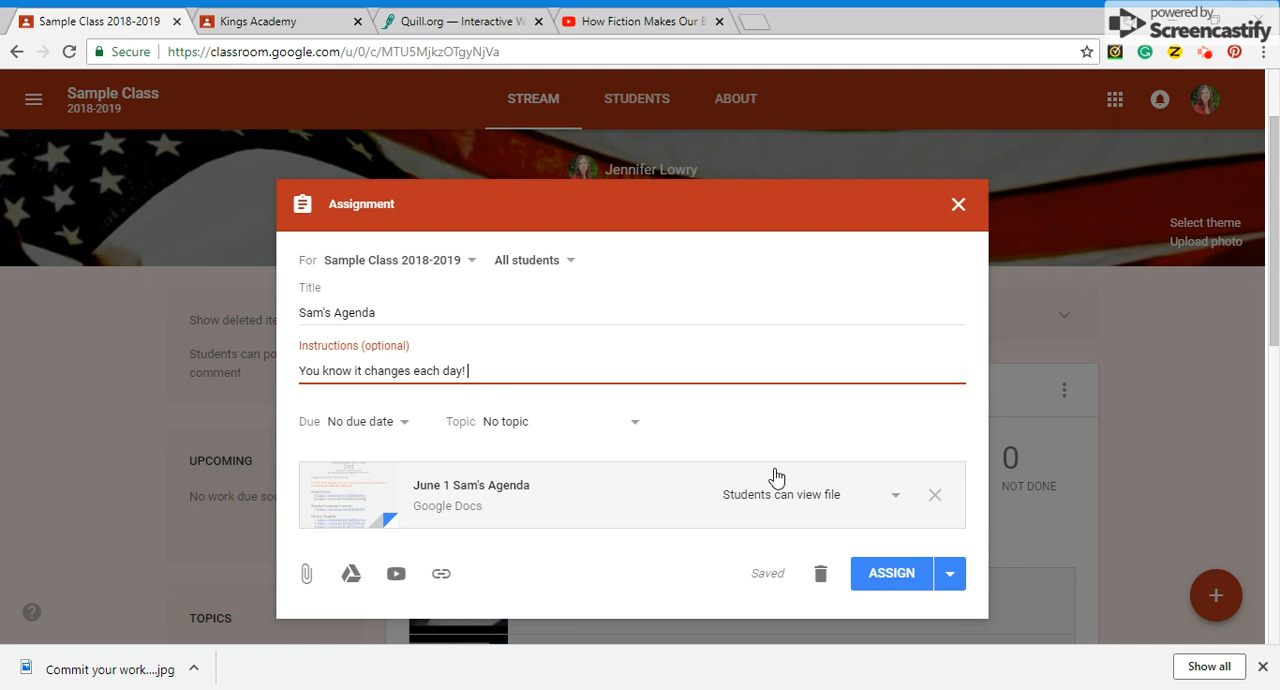 Sample Class 2018-2019
Kings Academy
Quill.org — Interactive W
How Fiction Makes Our B
powered by
Screencastify
Secure
https://classroom.google.com/u/0/c/MTU5MjkzOTgyNjVa
Sample Class
2018-2019
STREAM
STUDENTS
ABOUT
Jennifer Lowry
Select theme
Upload photo
Assignment
For Sample Class 2018-2019 All students
Title
Sam's Agenda
Instructions (optional)
You know it changes each day!
Due No due date Topic No topic
June 1 Sam's Agenda
Google Docs
Students can view file
Saved
ASSIGN
Show deleted ite
Students can po
comment
UPCOMING
No work due soo
TOPICS
0
NOT DONE
Commit your work....jpg
Show all